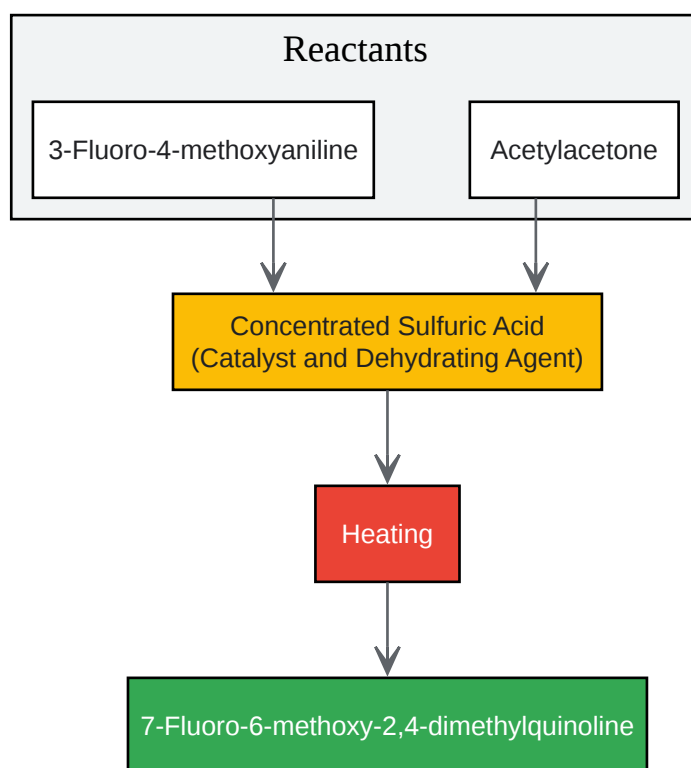 Reactants
3-Fluoro-4-methoxyaniline
Acetylacetone
Concentrated Sulfuric Acid
(Catalyst and Dehydrating Agent)
Heating
7-Fluoro-6-methoxy-2,4-dimethylquinoline